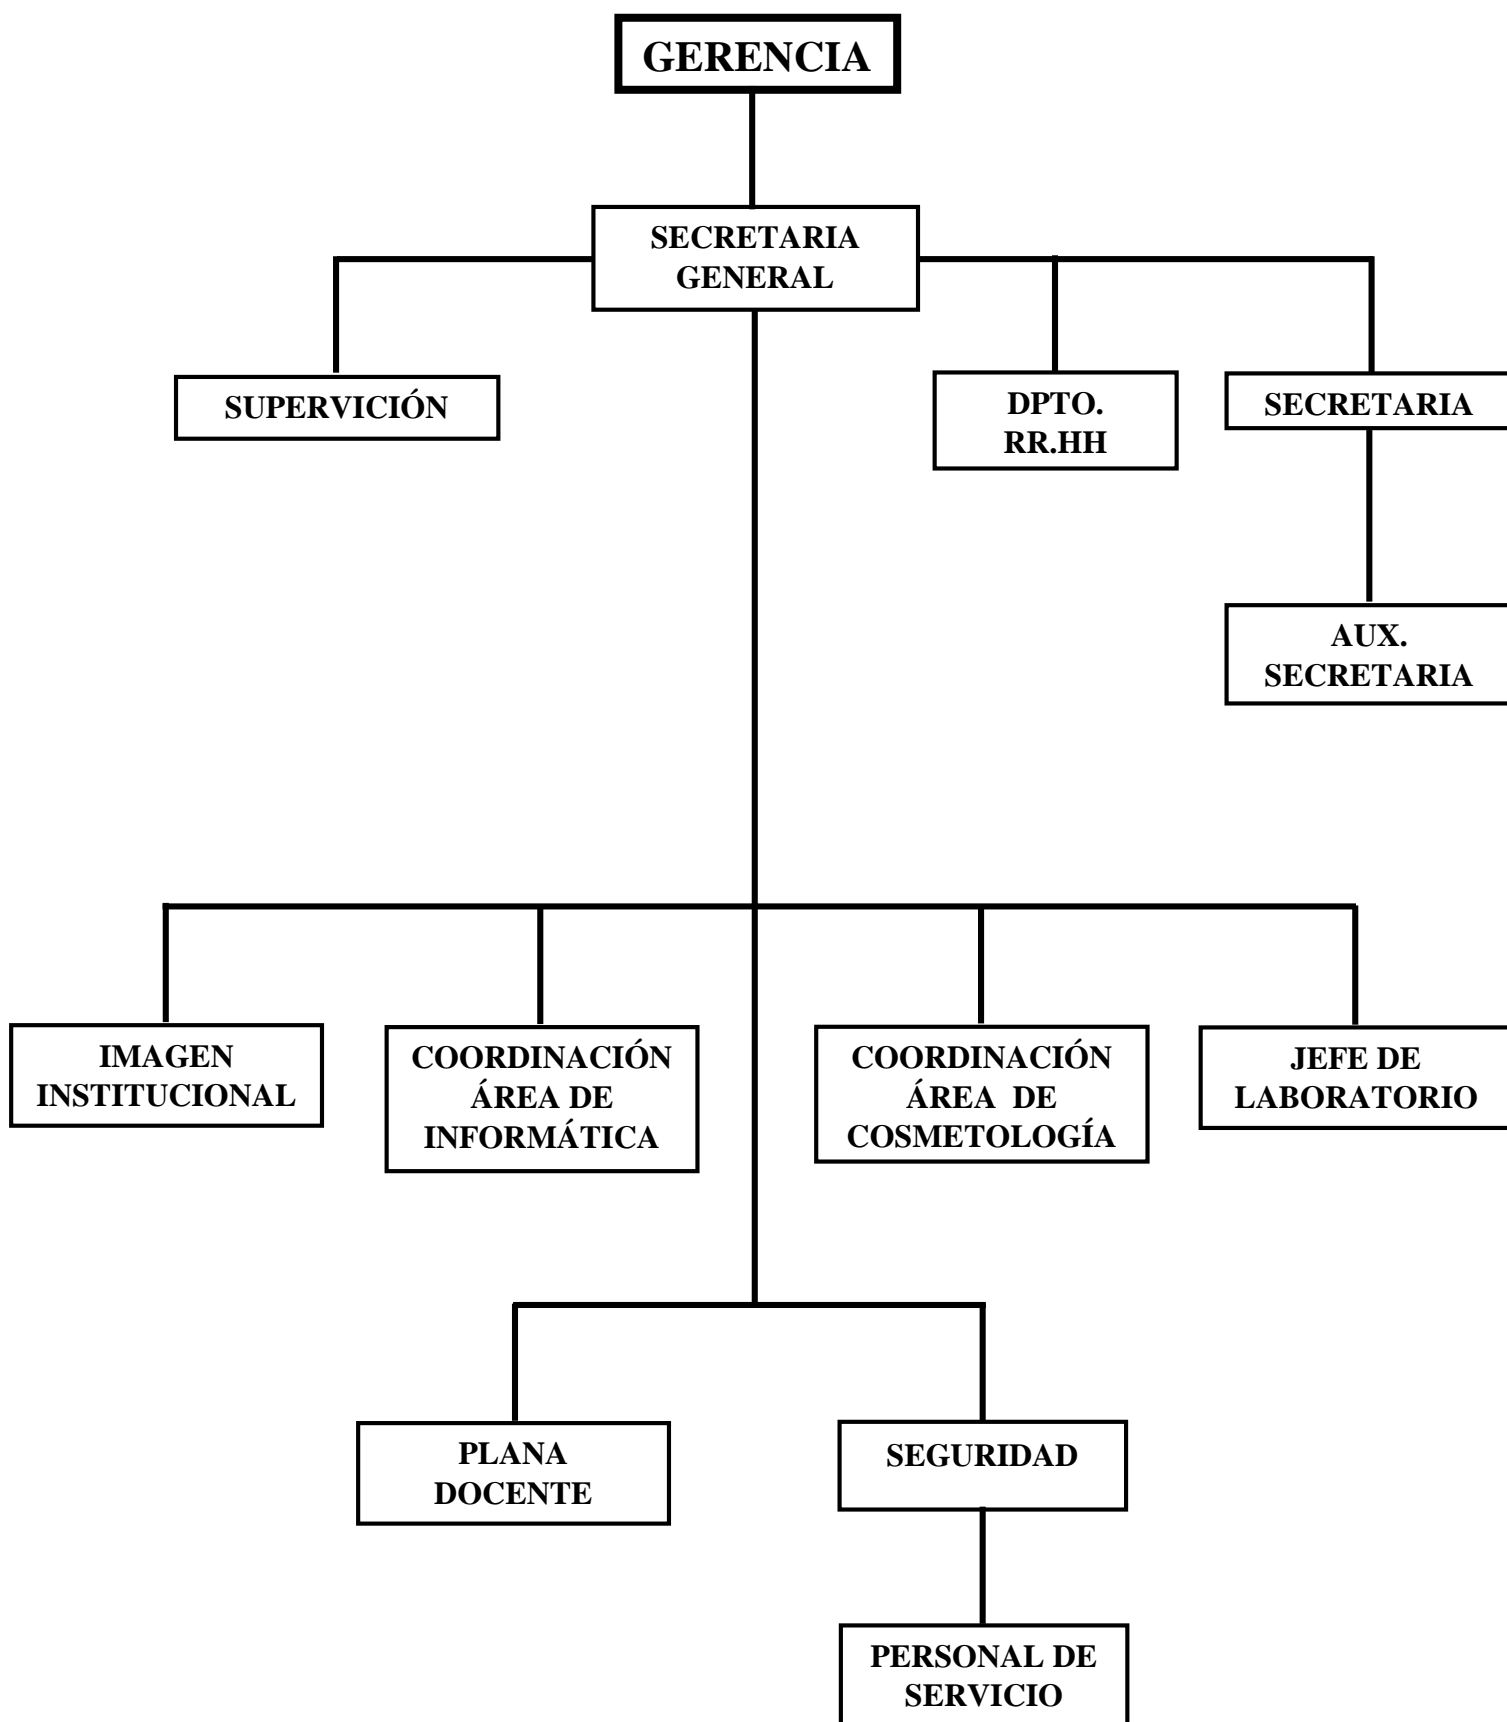 GERENCIA
SECRETARIA
GENERAL
SUPERVICIÓN
DPTO.
RR.HH
SECRETARIA
AUX.
SECRETARIA
IMAGEN
INSTITUCIONAL
COORDINACIÓN
ÁREA DE
INFORMÁTICA
COORDINACIÓN
ÁREA DE
COSMETOLOGÍA
JEFE DE
LABORATORIO
PLANA
DOCENTE
SEGURIDAD
PERSONAL DE
SERVICIO